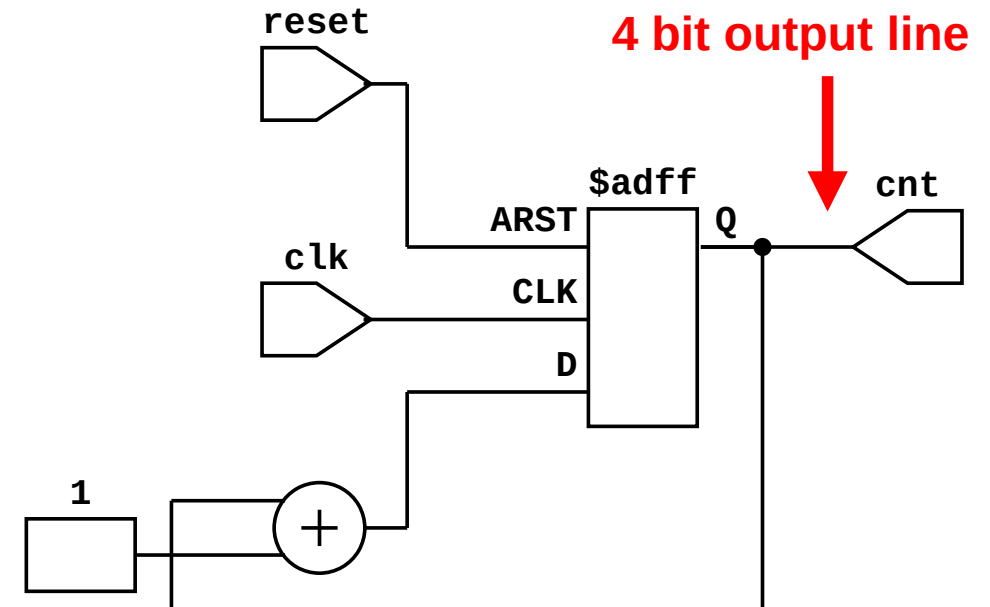 reset
4 bit output line
$adff
cnt
ARST
Q
clk
CLK
D
1
+